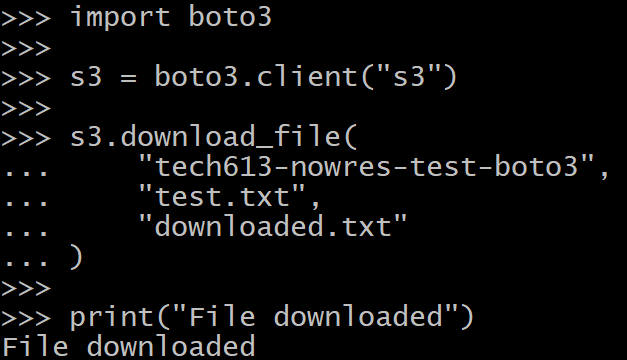 >>> import boto3
>>>
>>> s3 = boto3.client("s3")
>>>
>>> s3.download_file(
...     "tech613-nowres-test-boto3",
...     "test.txt",
...     "downloaded.txt"
... )
>>>
>>> print("File downloaded")
File downloaded